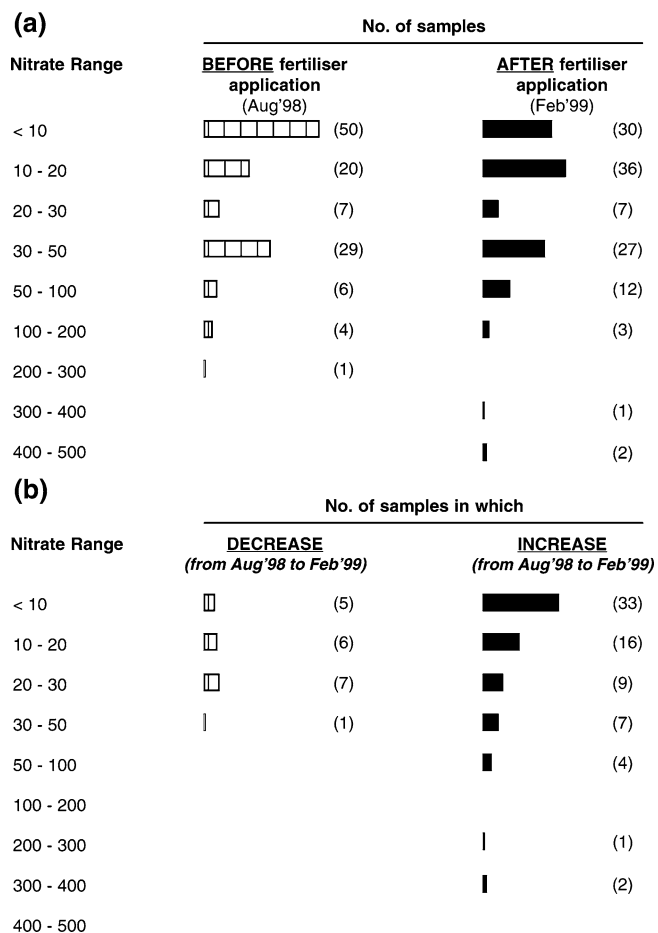 (a)
No. of samples
Nitrate Range BEFORE fertiliser AFTER fertiliser
application application
(Aug'98) (Feb'99)
< 10 (50) (30)
10 - 20 (20) (36)
20 - 30 (7) (7)
30 - 50 (29) (27)
50 - 100 (6) (12)
100 - 200 (4) (3)
200 - 300 (1)
300 - 400 (1)
400 - 500 (2)
(b)
No. of samples in which
Nitrate Range DECREASE INCREASE
(from Aug'98 to Feb'99) (from Aug'98 to Feb'99)
< 10 (5) (33)
10 - 20 (6) (16)
20 - 30 (7) (9)
30 - 50 (1) (7)
50 - 100 (4)
100 - 200
200 - 300 (1)
300 - 400 (2)
400 - 500